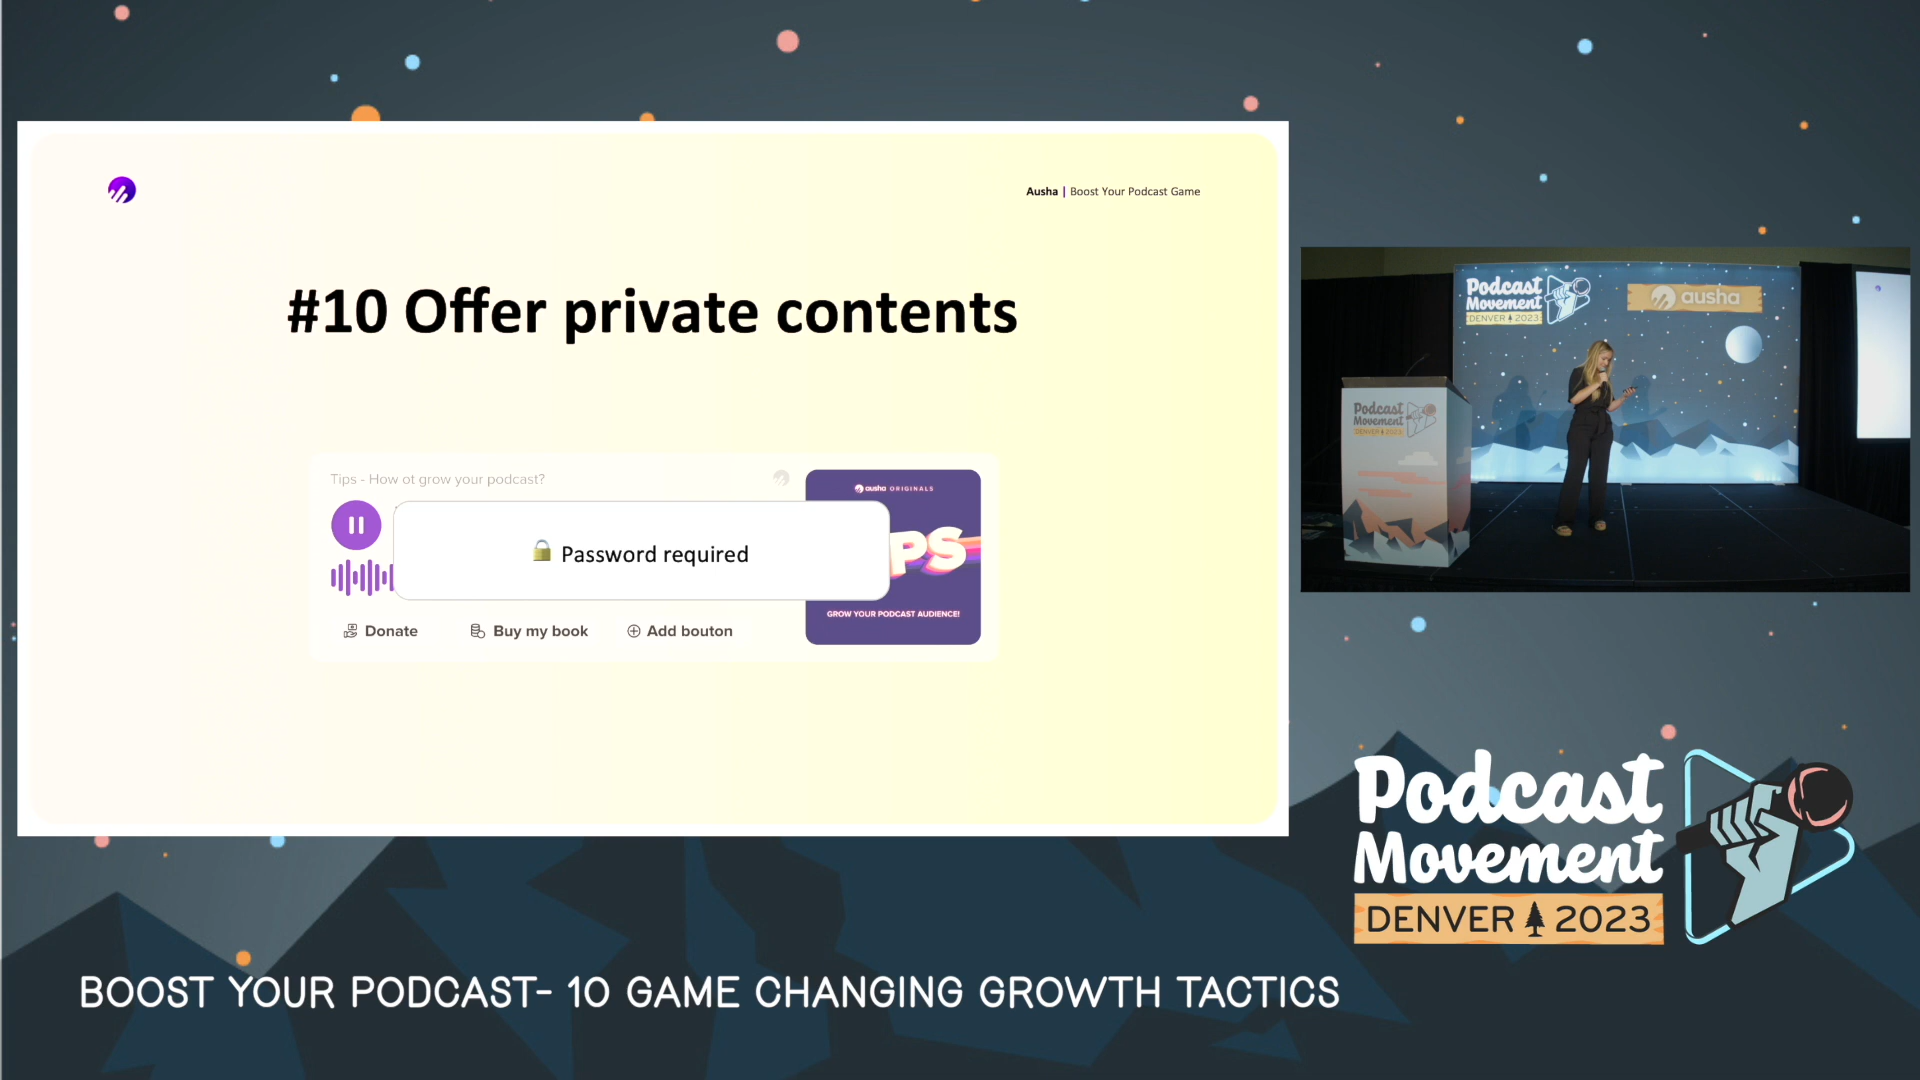 Ausha | Boost Your Podcast Game
#10 Offer private contents
Tips - How ot grow your podcast?
ausha ORIGINALS
PS
🔒 Password required
GROW YOUR PODCAST AUDIENCE!
Donate
Buy my book
Add bouton
Podcast
Movement
DENVER 2023
ausha
Podcast
Movement
DENVER 2023
Podcast
Movement
DENVER 2023
BOOST YOUR PODCAST- 10 GAME CHANGING GROWTH TACTICS